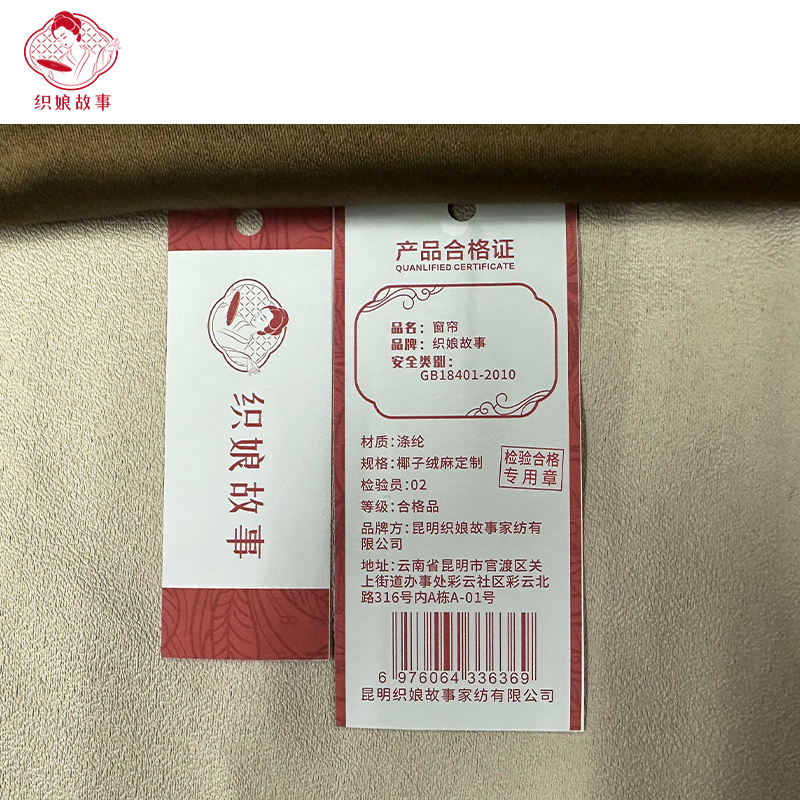 织娘故事
织娘故事
产品合格证
QUANLIFIED CERTIFICATE
品名：窗帘
品牌：织娘故事
安全类别：
GB18401-2010
材质:涤纶
规格:椰子绒麻定制
检验员:02
等级:合格品
品牌方:昆明织娘故事家纺有
限公司
地址:云南省昆明市官渡区关
上街道办事处彩云社区彩云北
路316号内A栋A-01号
检验合格
专用章
6 976064 336369
昆明织娘故事家纺有限公司